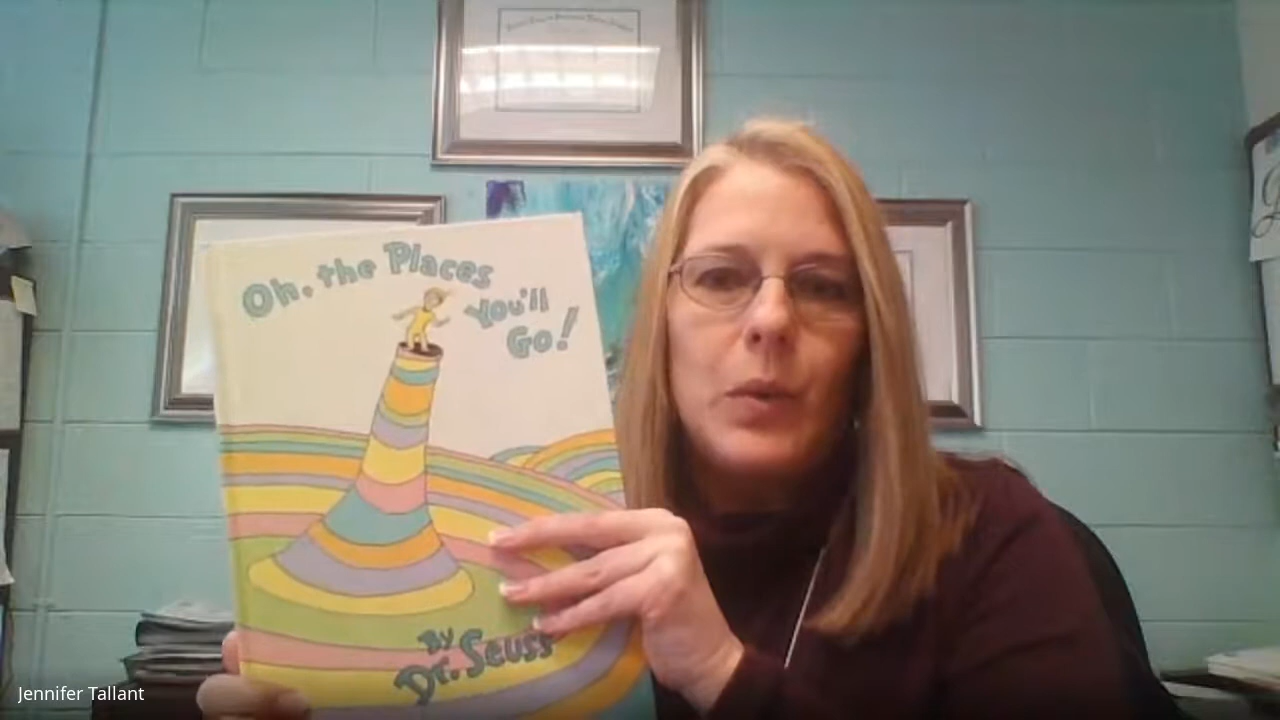 Oh, the Places
You'll
Go!
By
Dr. Seuss
Jennifer Tallant